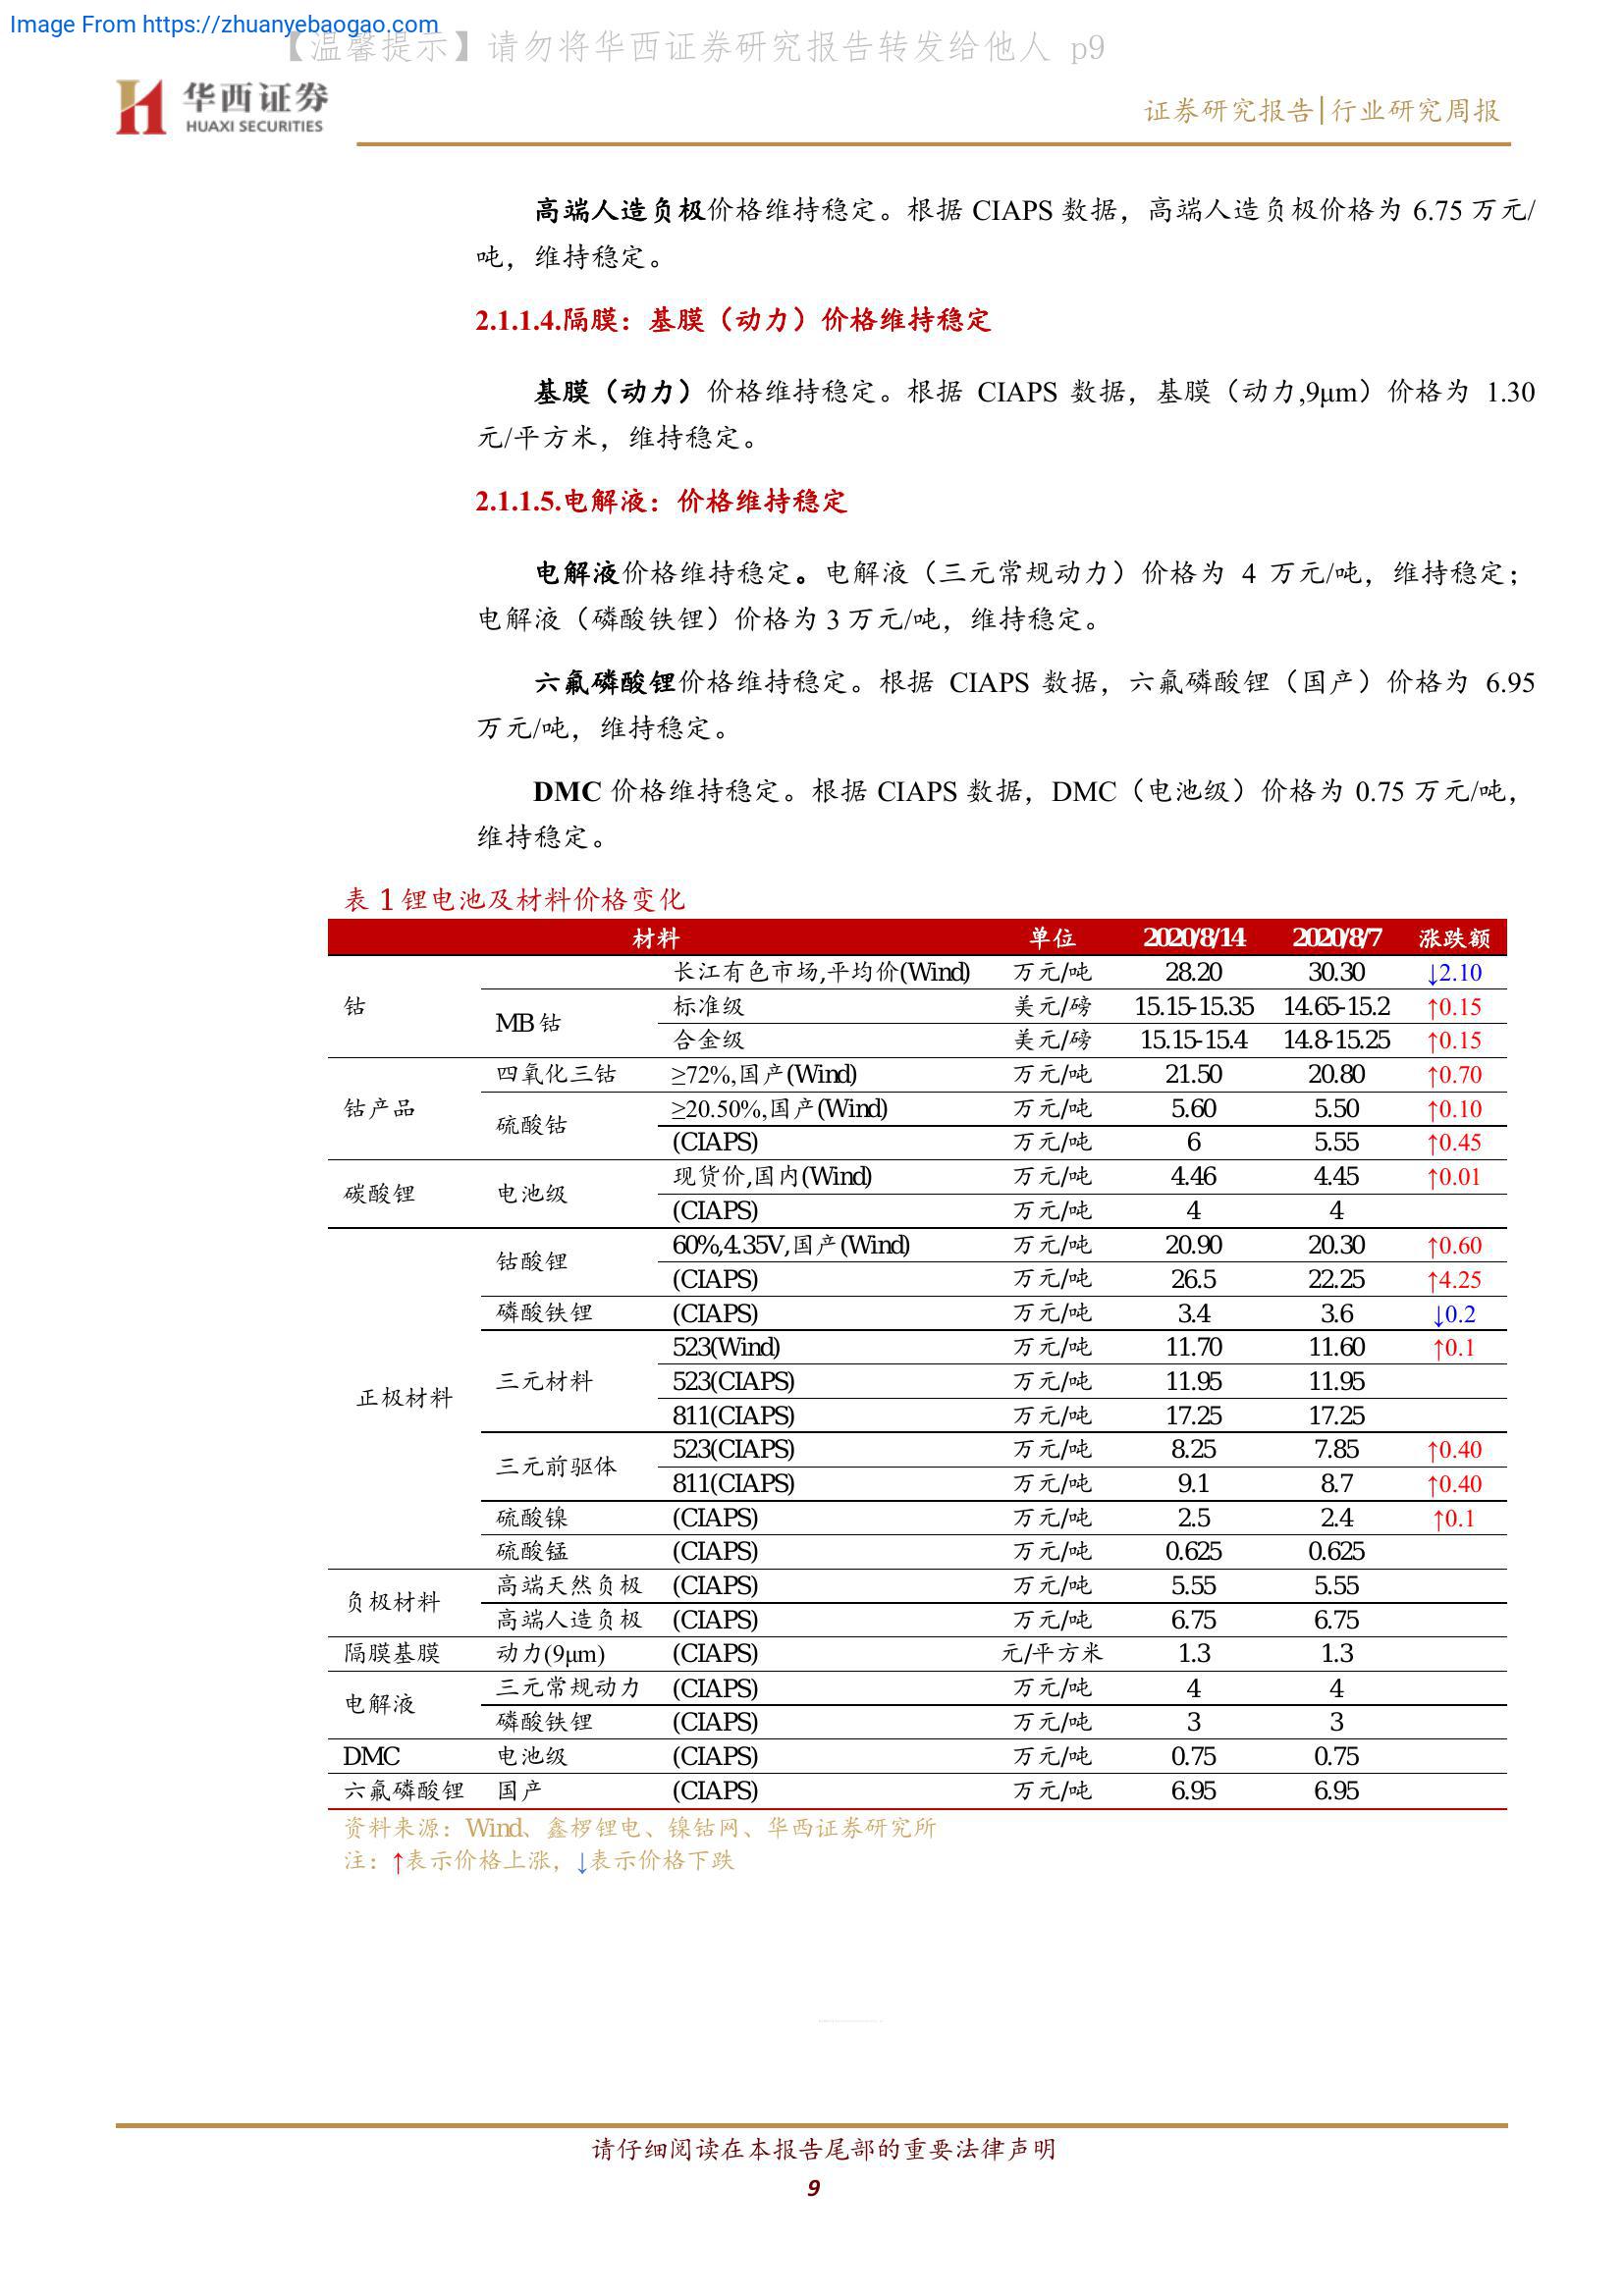 Image From https://zhuanyebaogao.com
【温馨提示】请勿将华西证券研究报告转发给他人 p9
华西证券
HUAXI SECURITIES
证券研究报告|行业研究周报
高端人造负极价格维持稳定。根据 CIAPS 数据，高端人造负极价格为 6.75 万元/
吨，维持稳定。
2.1.1.4.隔膜：基膜（动力）价格维持稳定
基膜（动力）价格维持稳定。根据 CIAPS 数据，基膜（动力,9μm）价格为 1.30
元/平方米，维持稳定。
2.1.1.5.电解液：价格维持稳定
电解液价格维持稳定。电解液（三元常规动力）价格为 4 万元/吨，维持稳定；
电解液（磷酸铁锂）价格为 3 万元/吨，维持稳定。
六氟磷酸锂价格维持稳定。根据 CIAPS 数据，六氟磷酸锂（国产）价格为 6.95
万元/吨，维持稳定。
DMC 价格维持稳定。根据 CIAPS 数据，DMC（电池级）价格为 0.75 万元/吨，
维持稳定。
表 1 锂电池及材料价格变化
材料 单位 2020/8/14 2020/8/7 涨跌额
钴 长江有色市场,平均价(Wind) 万元/吨 28.20 30.30 ↓2.10
MB 钴 标准级 美元/磅 15.15-15.35 14.65-15.2 ↑0.15
合金级 美元/磅 15.15-15.4 14.8-15.25 ↑0.15
钴产品 四氧化三钴 ≥72%,国产(Wind) 万元/吨 21.50 20.80 ↑0.70
硫酸钴 ≥20.50%,国产(Wind) 万元/吨 5.60 5.50 ↑0.10
(CIAPS) 万元/吨 6 5.55 ↑0.45
碳酸锂 电池级 现货价,国内(Wind) 万元/吨 4.46 4.45 ↑0.01
(CIAPS) 万元/吨 4 4
正极材料 钴酸锂 60%,4.35V,国产(Wind) 万元/吨 20.90 20.30 ↑0.60
(CIAPS) 万元/吨 26.5 22.25 ↑4.25
磷酸铁锂 (CIAPS) 万元/吨 3.4 3.6 ↓0.2
三元材料 523(Wind) 万元/吨 11.70 11.60 ↑0.1
523(CIAPS) 万元/吨 11.95 11.95
811(CIAPS) 万元/吨 17.25 17.25
三元前驱体 523(CIAPS) 万元/吨 8.25 7.85 ↑0.40
811(CIAPS) 万元/吨 9.1 8.7 ↑0.40
硫酸镍 (CIAPS) 万元/吨 2.5 2.4 ↑0.1
硫酸锰 (CIAPS) 万元/吨 0.625 0.625
负极材料 高端天然负极 (CIAPS) 万元/吨 5.55 5.55
高端人造负极 (CIAPS) 万元/吨 6.75 6.75
隔膜基膜 动力(9μm) (CIAPS) 元/平方米 1.3 1.3
电解液 三元常规动力 (CIAPS) 万元/吨 4 4
磷酸铁锂 (CIAPS) 万元/吨 3 3
DMC 电池级 (CIAPS) 万元/吨 0.75 0.75
六氟磷酸锂 国产 (CIAPS) 万元/吨 6.95 6.95
资料来源：Wind、鑫椤锂电、镍钴网、华西证券研究所
注：↑表示价格上涨，↓表示价格下跌
请仔细阅读在本报告尾部的重要法律声明
9